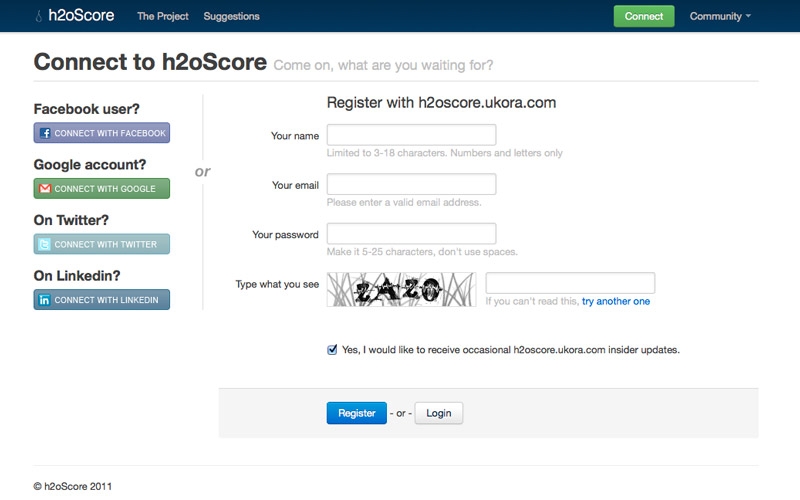 h2oScore The Project Suggestions Connect Community
Connect to h2oScore Come on, what are you waiting for?
Facebook user?
CONNECT WITH FACEBOOK
Google account?
CONNECT WITH GOOGLE
On Twitter?
CONNECT WITH TWITTER
On Linkedin?
CONNECT WITH LINKEDIN
or
Register with h2oscore.ukora.com
Your name
Limited to 3-18 characters. Numbers and letters only
Your email
Please enter a valid email address.
Your password
Make it 5-25 characters, don't use spaces.
Type what you see
ZAZO
If you can't read this, try another one
Yes, I would like to receive occasional h2oscore.ukora.com insider updates.
Register - or - Login
© h2oScore 2011